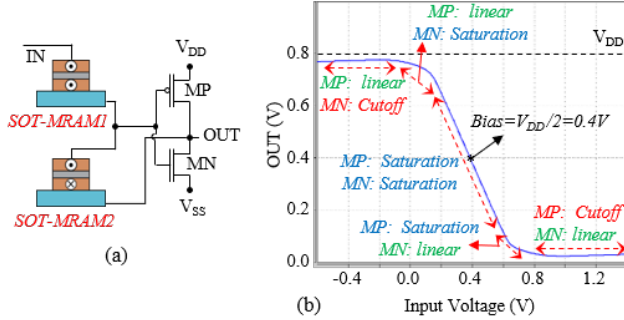 IN
V_DD
MP
SOT-MRAM1
OUT
MN
SOT-MRAM2
V_SS
(a)
MP: linear
MN: Saturation
V_DD
MP: linear
MN: Cutoff
Bias=V_DD/2=0.4V
MP: Saturation
MN: Saturation
MP: Saturation
MN: linear
MP: Cutoff
MN: linear
OUT (V)
0.8
0.6
0.4
0.2
0.0
-0.4
0.0
0.4
0.8
1.2
(b)
Input Voltage (V)